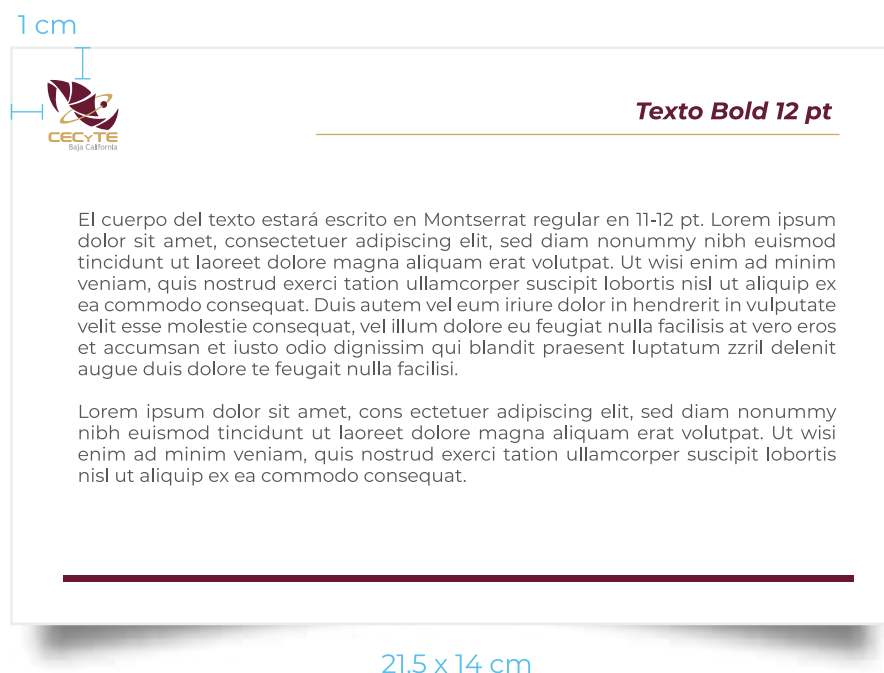 1 cm
CECyTE
Baja California
Texto Bold 12 pt
El cuerpo del texto estará escrito en Montserrat regular en 11-12 pt. Lorem ipsum
dolor sit amet, consectetuer adipiscing elit, sed diam nonummy nibh euismod
tincidunt ut laoreet dolore magna aliquam erat volutpat. Ut wisi enim ad minim
veniam, quis nostrud exerci tation ullamcorper suscipit lobortis nisl ut aliquip ex
ea commodo consequat. Duis autem vel eum iriure dolor in hendrerit in vulputate
velit esse molestie consequat, vel illum dolore eu feugiat nulla facilisis at vero eros
et accumsan et iusto odio dignissim qui blandit praesent luptatum zzril delenit
augue duis dolore te feugait nulla facilisi.
Lorem ipsum dolor sit amet, cons ectetuer adipiscing elit, sed diam nonummy
nibh euismod tincidunt ut laoreet dolore magna aliquam erat volutpat. Ut wisi
enim ad minim veniam, quis nostrud exerci tation ullamcorper suscipit lobortis
nisl ut aliquip ex ea commodo consequat.
21.5 x 14 cm